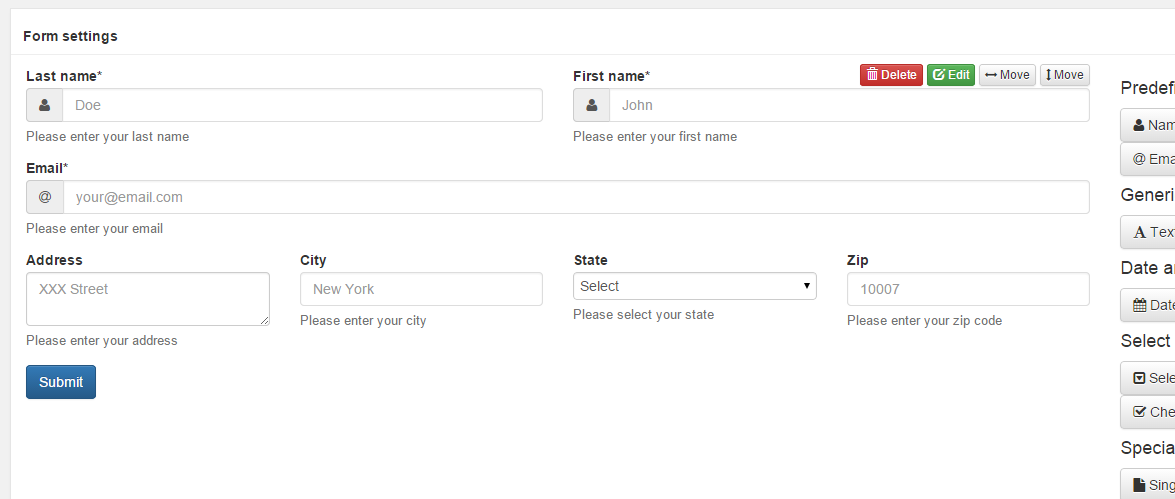 Form settings
Last name*
First name*
Delete Edit Move Move
Doe
John
Please enter your last name
Please enter your first name
Email*
@ your@email.com
Please enter your email
Address City State Zip
XXX Street
New York
Select
10007
Please enter your city
Please select your state
Please enter your zip code
Please enter your address
Submit
Predefi
Nam
@ Ema
Generi
A Tex
Date a
Date
Select
Sele
Che
Specia
Sing